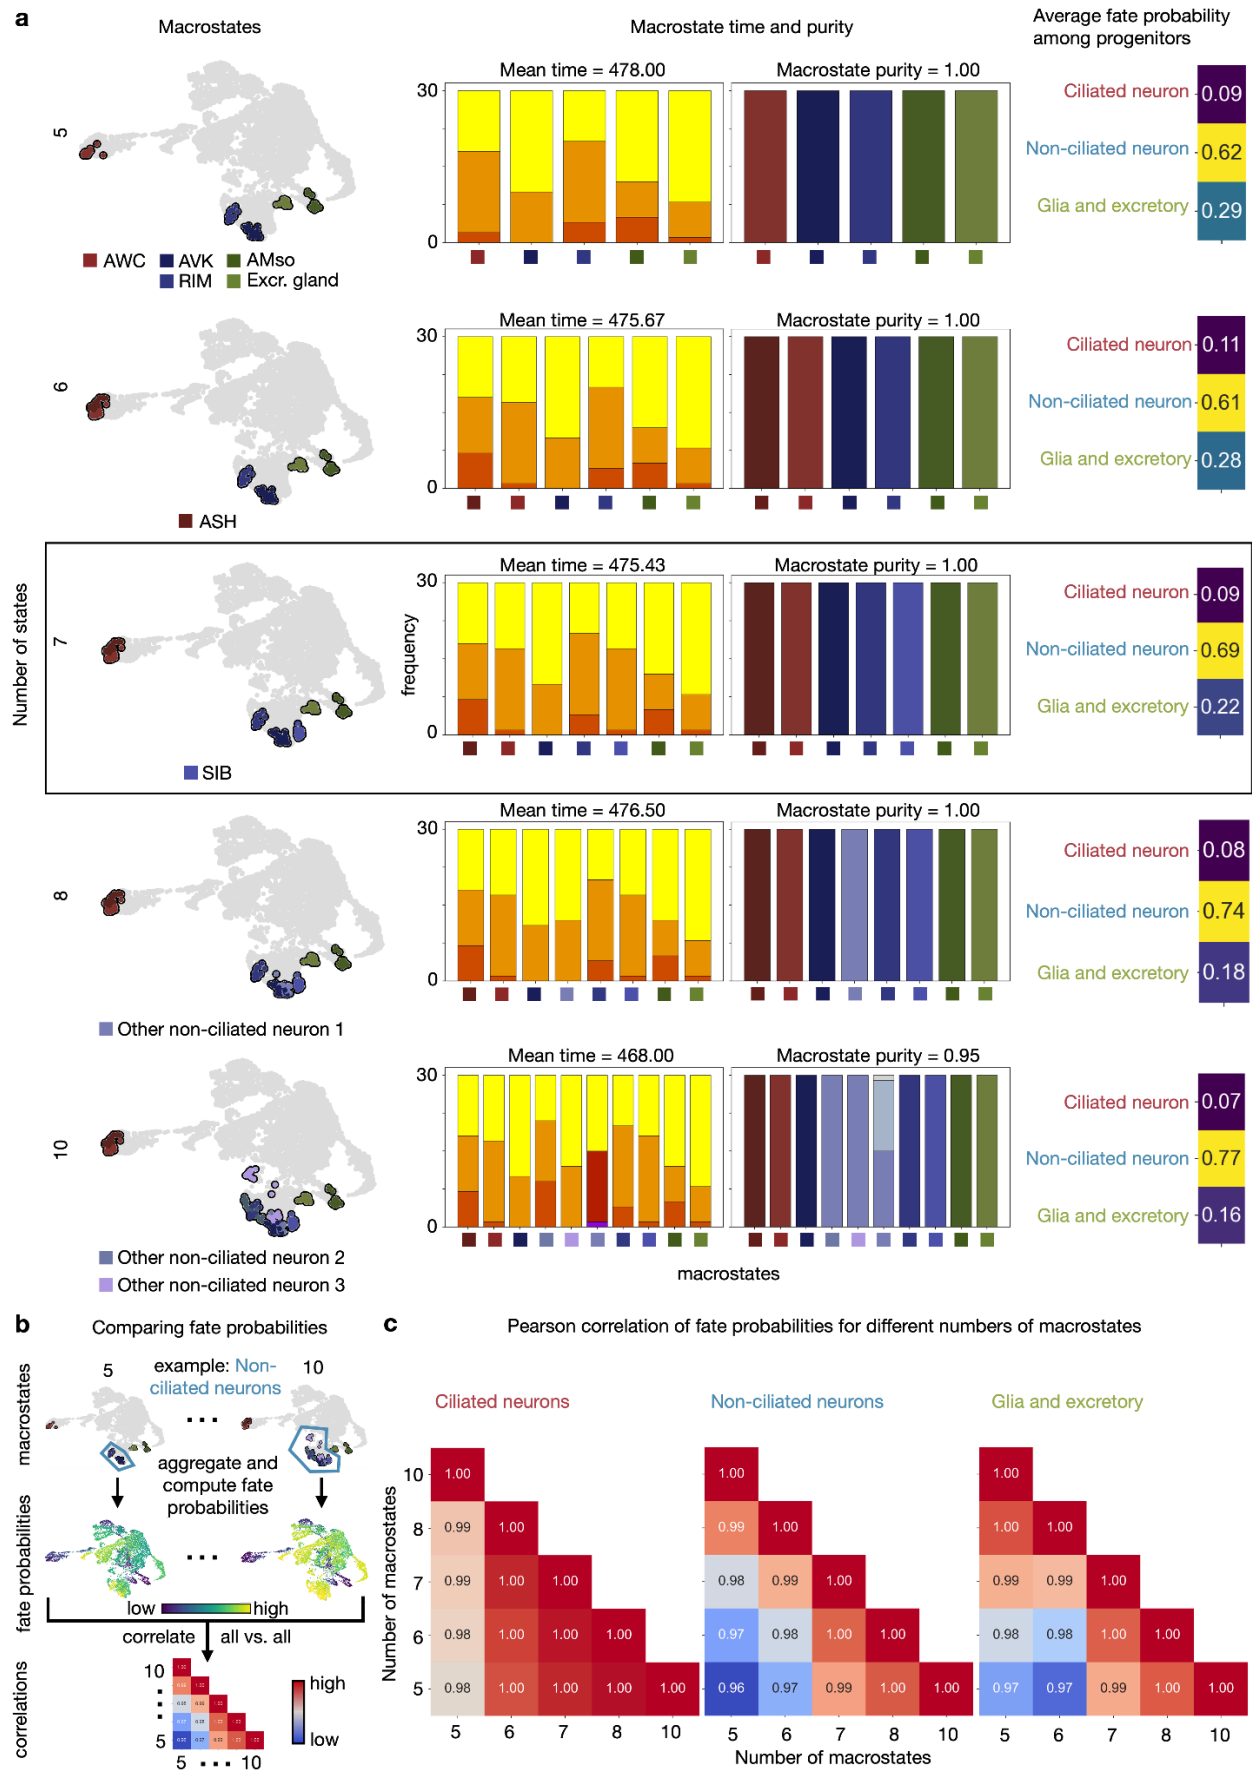 a
Macrostates
Macrostate time and purity
Average fate probability
among progenitors
Number of states
5
Mean time = 478.00
Macrostate purity = 1.00
30
0
Ciliated neuron 0.09
Non-ciliated neuron 0.62
Glia and excretory 0.29
AWC AVK AMso
RIM Excr. gland
6
Mean time = 475.67
Macrostate purity = 1.00
30
0
Ciliated neuron 0.11
Non-ciliated neuron 0.61
Glia and excretory 0.28
ASH
7
Mean time = 475.43
Macrostate purity = 1.00
frequency
30
0
Ciliated neuron 0.09
Non-ciliated neuron 0.69
Glia and excretory 0.22
SIB
8
Mean time = 476.50
Macrostate purity = 1.00
30
0
Ciliated neuron 0.08
Non-ciliated neuron 0.74
Glia and excretory 0.18
Other non-ciliated neuron 1
10
Mean time = 468.00
Macrostate purity = 0.95
30
0
Ciliated neuron 0.07
Non-ciliated neuron 0.77
Glia and excretory 0.16
Other non-ciliated neuron 2
Other non-ciliated neuron 3
macrostates
b
Comparing fate probabilities
macrostates
5
example: Non-
ciliated neurons
10
...
aggregate and
compute fate
probabilities
fate probabilities
...
low high
correlate all vs. all
correlations
10
5
5 ... 10
high
low
c
Pearson correlation of fate probabilities for different numbers of macrostates
Ciliated neurons
Non-ciliated neurons
Glia and excretory
Number of macrostates
10 1.00 1.00 1.00
8 0.99 1.00 0.99 1.00 1.00 1.00
7 0.99 1.00 1.00 0.98 0.99 1.00 0.99 0.99 1.00
6 0.98 1.00 1.00 1.00 0.97 0.98 1.00 1.00 0.98 0.98 1.00 1.00
5 0.98 1.00 1.00 1.00 1.00 0.96 0.97 0.99 1.00 1.00 0.97 0.97 0.99 1.00 1.00
5 6 7 8 10 5 6 7 8 10 5 6 7 8 10
Number of macrostates